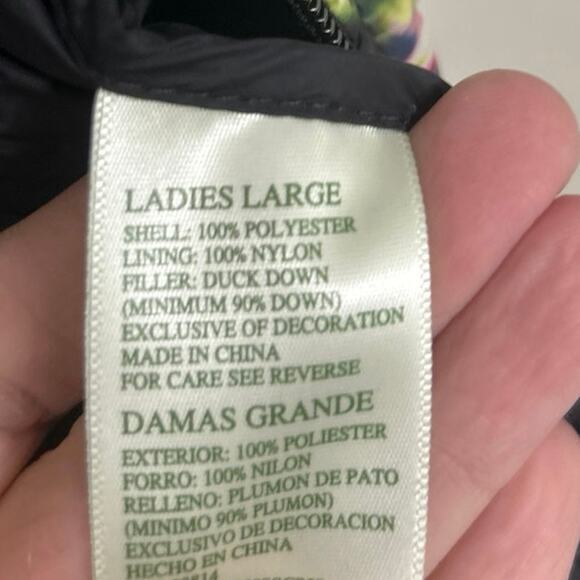 LADIES LARGE
SHELL: 100% POLYESTER
LINING: 100% NYLON
FILLER: DUCK DOWN
(MINIMUM 90% DOWN)
EXCLUSIVE OF DECORATION
MADE IN CHINA
FOR CARE SEE REVERSE
DAMAS GRANDE
EXTERIOR: 100% POLIESTER
FORRO: 100% NILON
RELLENO: PLUMON DE PATO
(MINIMO 90% PLUMON)
EXCLUSIVO DE DECORACION
HECHO EN CHINA